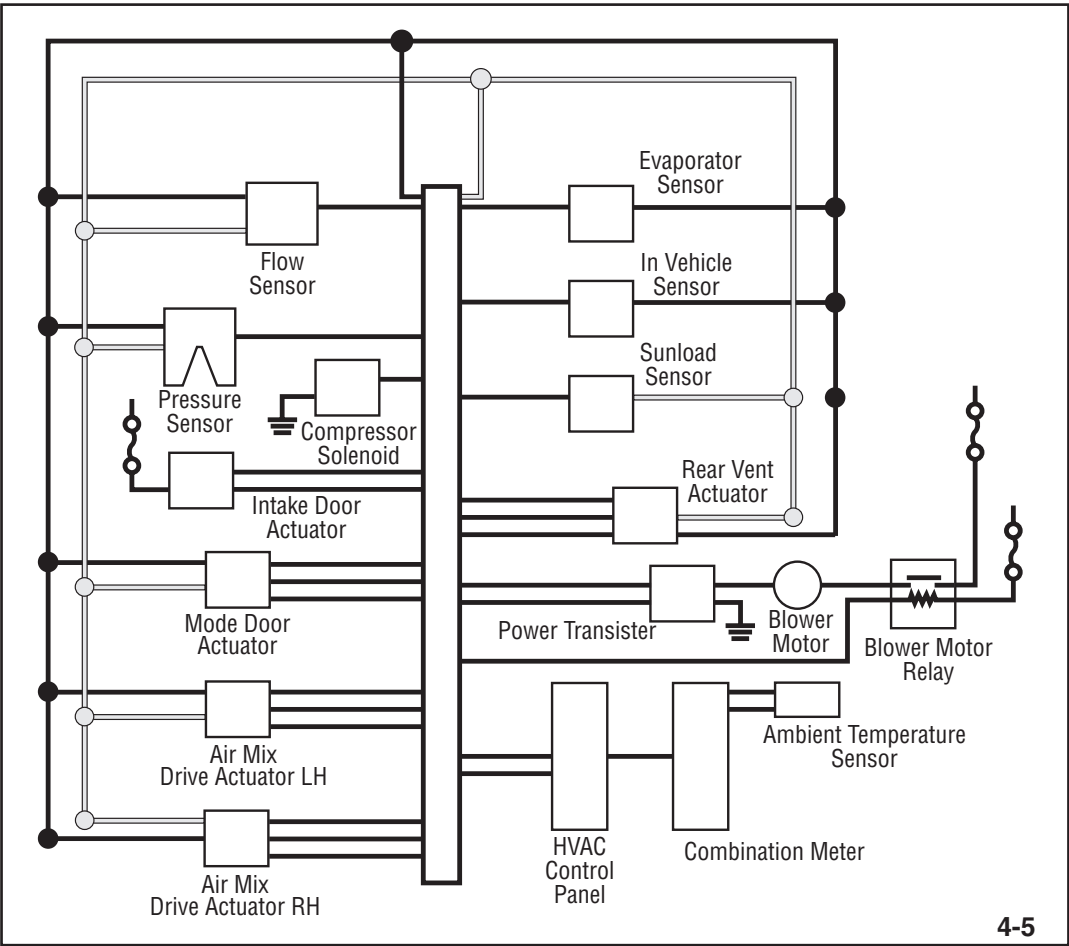 Evaporator
Sensor
Flow
Sensor
In Vehicle
Sensor
Pressure
Sensor
Compressor
Solenoid
Sunload
Sensor
Intake Door
Actuator
Rear Vent
Actuator
Mode Door
Actuator
Power Transister
Blower
Motor
Blower Motor
Relay
Air Mix
Drive Actuator LH
Ambient Temperature
Sensor
Air Mix
Drive Actuator RH
HVAC
Control
Panel
Combination Meter
4-5